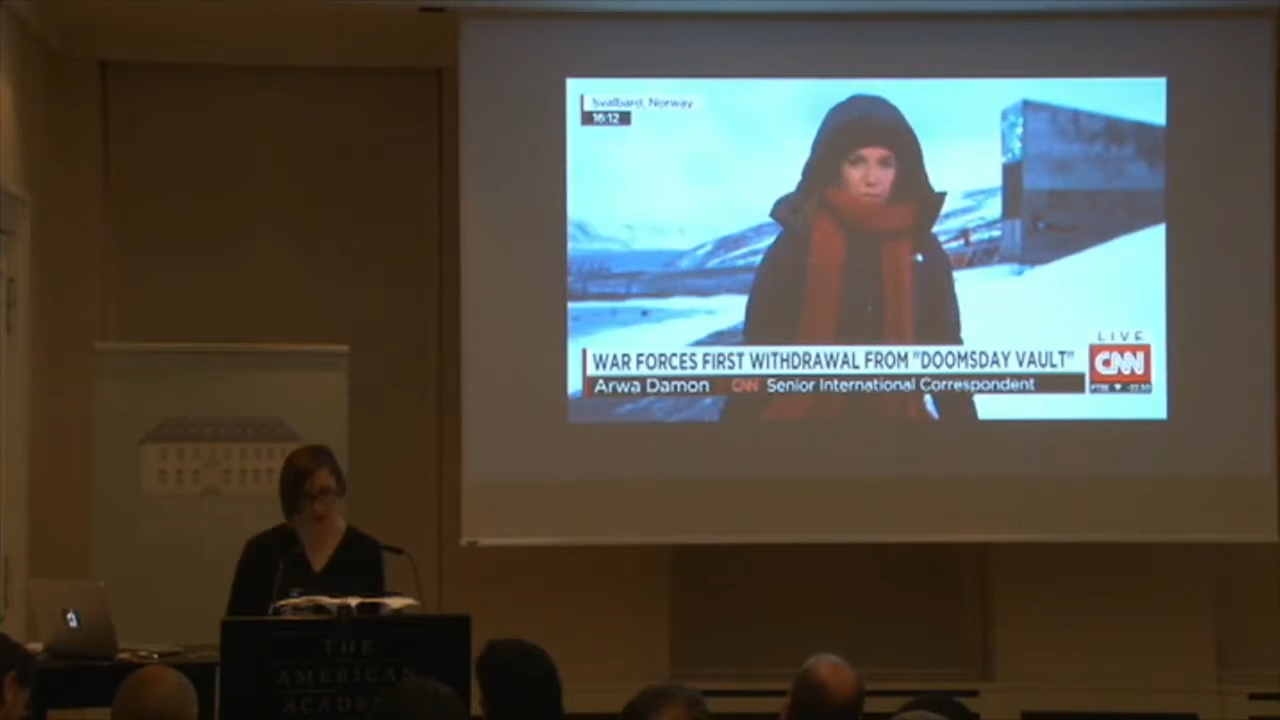 Svalbard, Norway
16:12
WAR FORCES FIRST WITHDRAWAL FROM "DOOMSDAY VAULT"
Arwa Damon CNN Senior International Correspondent
LIVE
CNN
THE
AMERICAN
ACADEMY